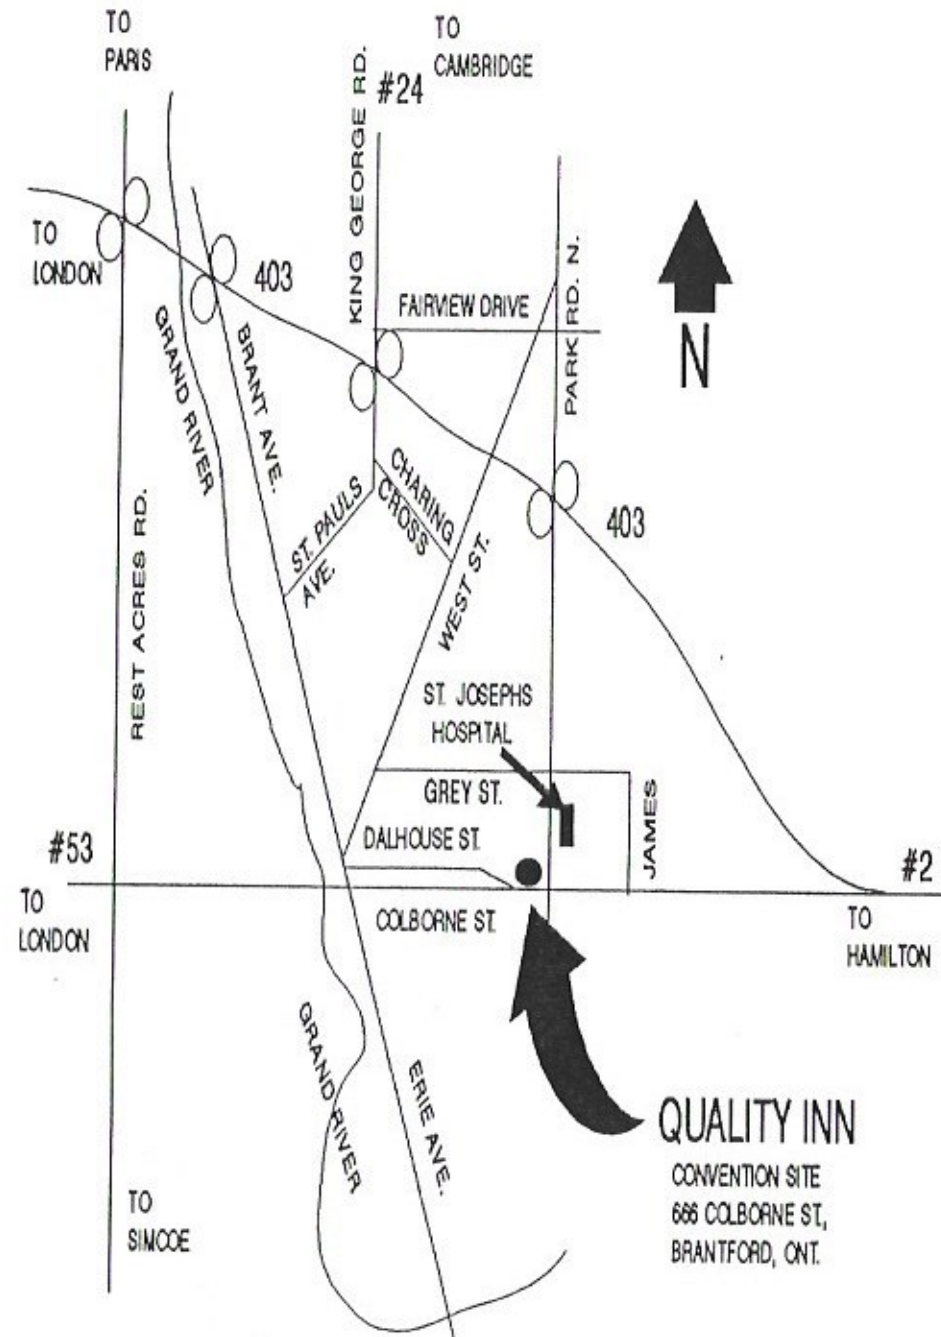 TO
PARIS
TO
CAMBRIDGE
#24
KING GEORGE RD.
TO
LONDON
403
FAIRVIEW DRIVE
PARK RD. N.
N
GRAND RIVER
BRANT AVE.
CHARING
CROSS
ST. PAULS
AVE.
403
REST ACRES RD.
WEST ST.
ST. JOSEPHS
HOSPITAL
GREY ST.
JAMES
DALHOUSE ST.
#53
#2
TO
LONDON
COLBORNE ST.
TO
HAMILTON
GRAND RIVER
ERIE AVE.
QUALITY INN
CONVENTION SITE
666 COLBORNE ST.,
BRANTFORD, ONT.
TO
SIMCOE